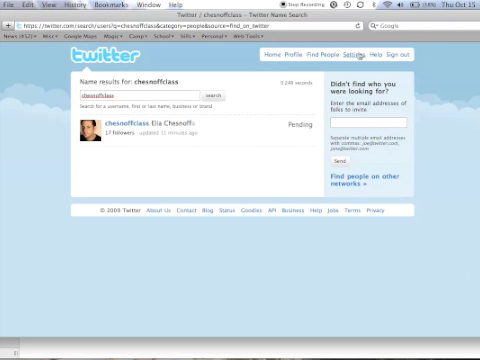 File Edit View History Bookmarks Window Help Stop Recording (18%) Thu Oct 15
Twitter / chesnoffclass – Twitter Name Search
https://twitter.com/search/users?q=chesnoffclass&category=people&source=find_on_twitter Google
News (452) Misc Google Maps Camp School Gifts Personal Tools Travel
twitter
Home Profile Find People Settings Help Sign out
Name results for: chesnoffclass 0.248 seconds
chesnoffclass search
Search for a username, first or last name, business or brand
chesnoffclass Elia Chesnoff Pending
17 followers updated 11 minutes ago
Didn't find who you
were looking for?
Enter the email addresses of
folks to invite:
Separate multiple email addresses
with commas: joe@twitter.com,
jane@twitter.com
Send
Find people on other
networks »
© 2009 Twitter About Us Contact Blog Status Goodies API Business Help Jobs Terms Privacy